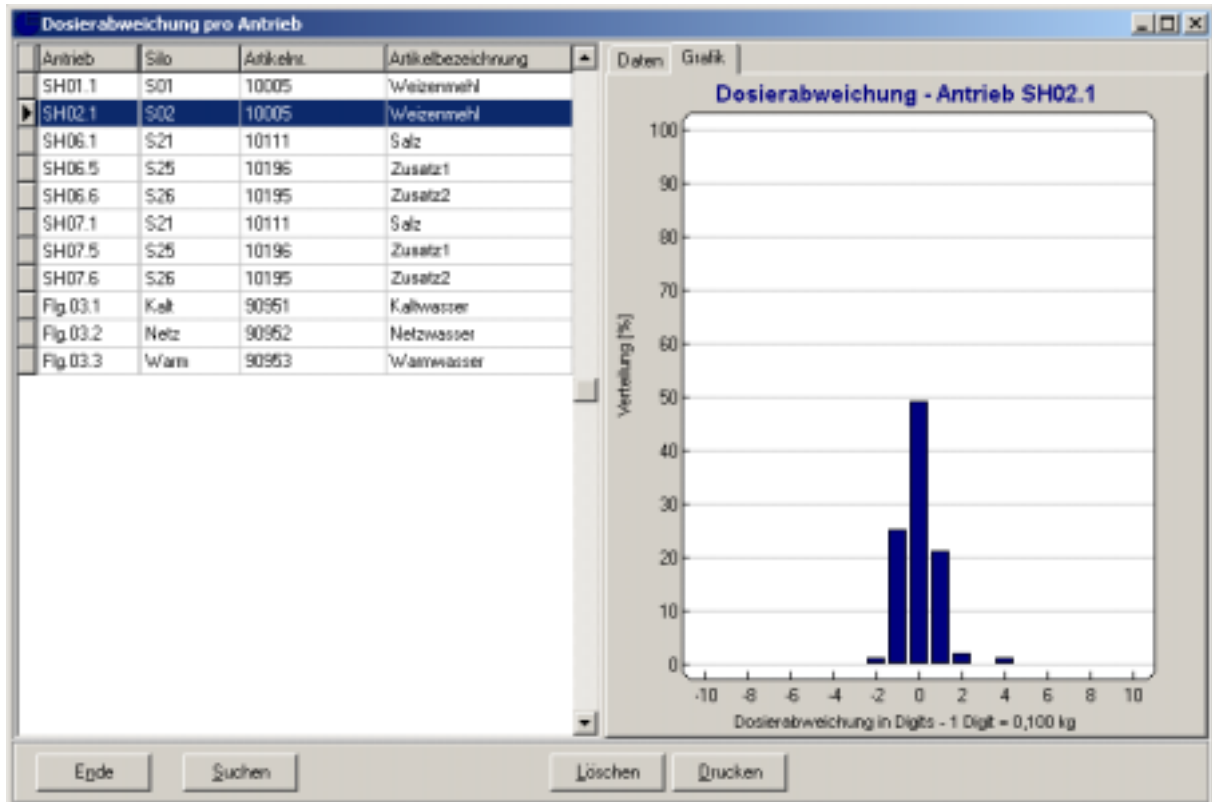 Dosierabweichung pro Antrieb
Antrieb Silo Artikelnr. Artikelbezeichnung
SH01.1 S01 10005 Weizenmehl
SH02.1 S02 10005 Weizenmehl
SH06.1 S21 10111 Salz
SH06.5 S25 10196 Zusatz1
SH06.6 S26 10195 Zusatz2
SH07.1 S21 10111 Salz
SH07.5 S25 10196 Zusatz1
SH07.6 S26 10195 Zusatz2
Flg.03.1 Kalt 90951 Kaltwasser
Flg.03.2 Netz 90952 Netzwasser
Flg.03.3 Warm 90953 Warmwasser
Daten Grafik
Dosierabweichung - Antrieb SH02.1
100
90
80
70
60
50
40
30
20
10
0
Verteilung [%]
-10 -8 -6 -4 -2 0 2 4 6 8 10
Dosierabweichung in Digits - 1 Digit = 0,100 kg
Ende Suchen Löschen Drucken